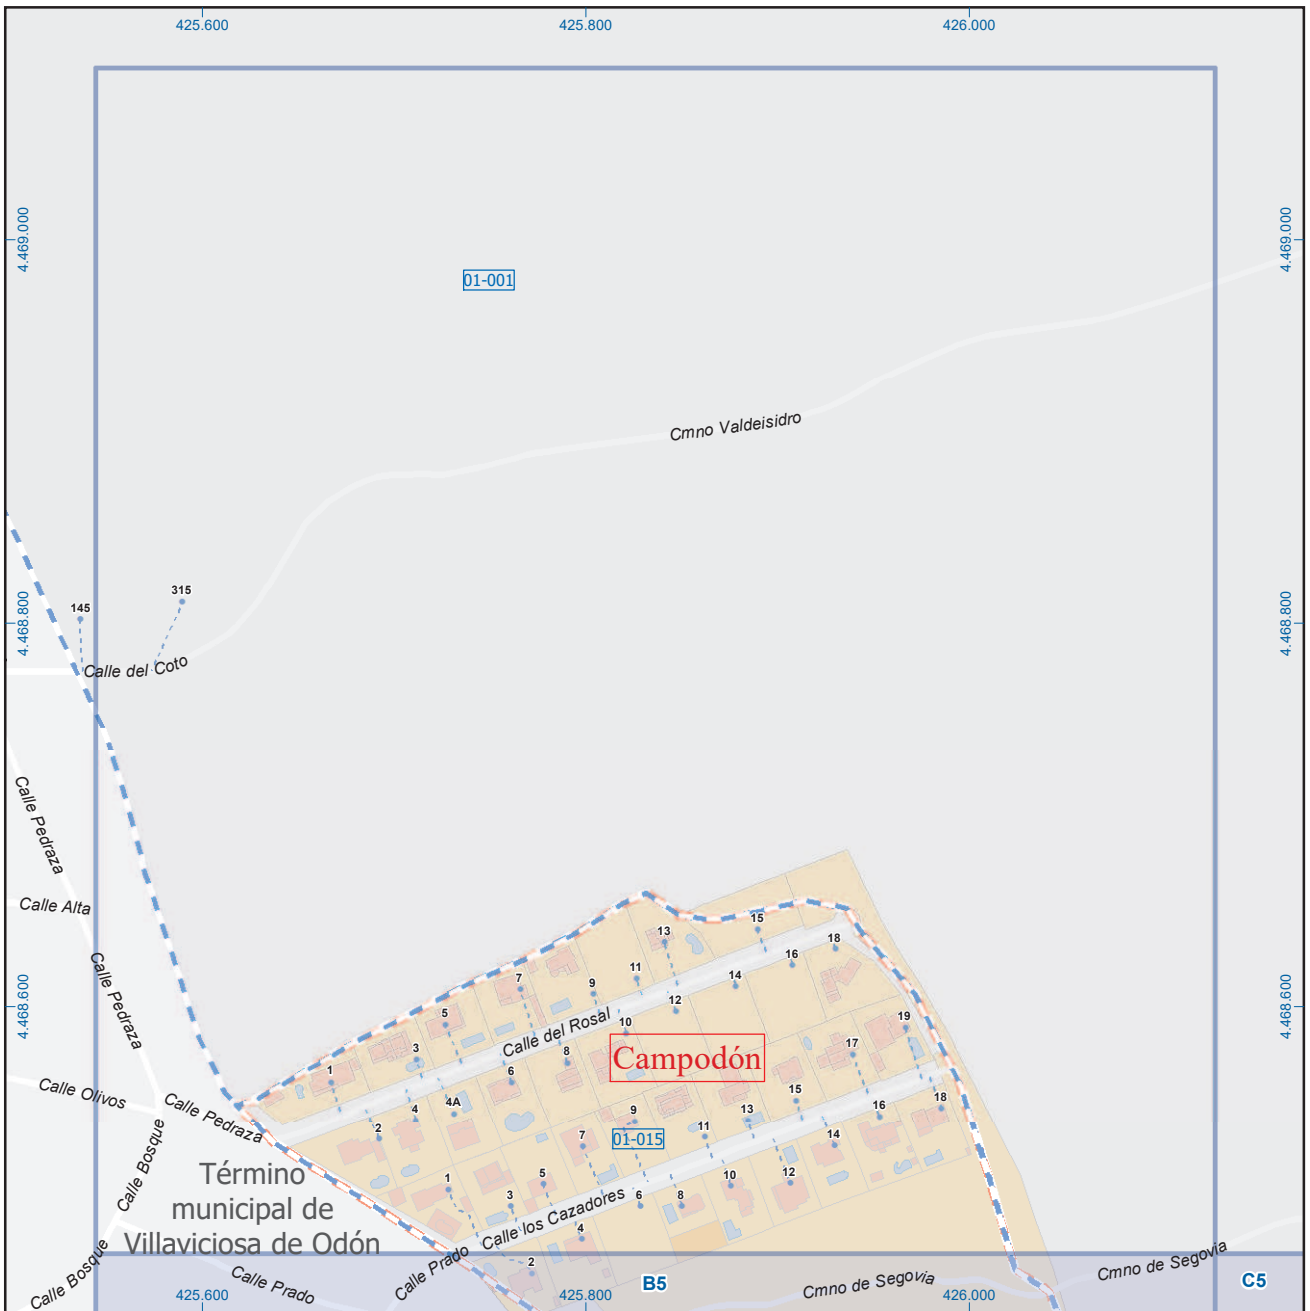 425.600
425.800
426.000
4.469.000
4.469.000
01-001
Cmno Valdeisidro
315
145
4.468.800
4.468.800
Calle del Coto
Calle Pedraza
Calle Alta
Calle Pedraza
13
15
18
16
14
11
12
7
9
10
5
Calle del Rosal
4.468.600
4.468.600
19
17
3
1
8
6
Campodón
4A
4
2
Calle Olivos
Calle Pedraza
Calle Bosque
15
16
18
13
9
11
14
7
01-015
12
10
1
5
3
6
8
Calle los Cazadores
4
2
Término
municipal de
Villaviciosa de Odón
Calle Bosque
Calle Prado
Calle Prado
B5
Cmno de Segovia
Cmno de Segovia
C5
425.600
425.800
426.000